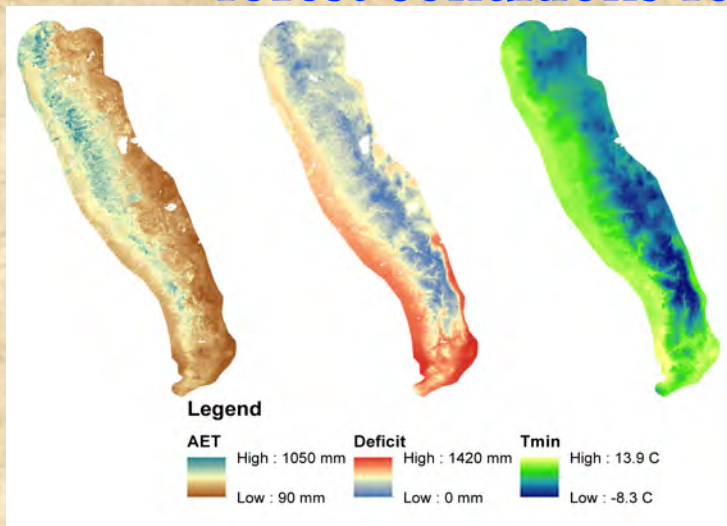 Legend
AET Deficit Tmin
High : 1050 mm High : 1420 mm High : 13.9 C
Low : 90 mm Low : 0 mm Low : -8.3 C